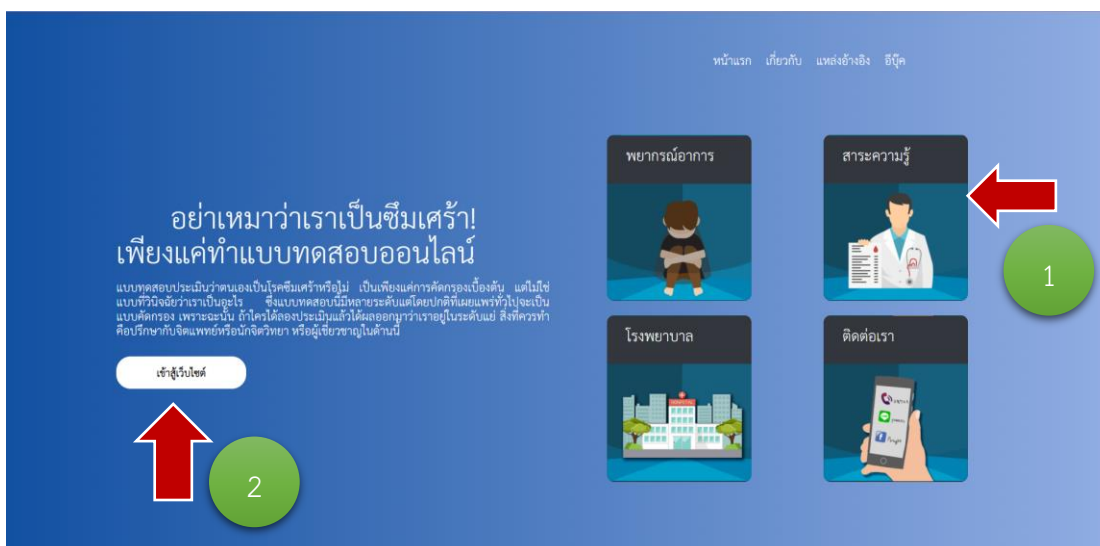 หน้าแรก เกี่ยวกับ แหล่งอ้างอิง อีบุ๊ค
พยากรณ์อาการ
สาระความรู้
1
อย่าเหมาว่าเราเป็นซึมเศร้า!
เพียงแค่ทำแบบทดสอบออนไลน์
แบบทดสอบประเมินว่าตนเองเป็นโรคซึมเศร้าหรือไม่ เป็นเพียงแค่การคัดกรองเบื้องต้น แต่ไม่ใช่
แบบที่วินิจฉัยว่าเราเป็นอะไร ซึ่งแบบทดสอบนี้มีหลายระดับแต่โดยปกติที่เผยแพร่ทั่วไปจะเป็น
แบบคัดกรอง เพราะฉะนั้น ถ้าใครได้ลองประเมินแล้วได้ผลออกมาว่าเราอยู่ในระดับแย่ สิ่งที่ควรทำ
คือปรึกษากับจิตแพทย์หรือนักจิตวิทยา หรือผู้เชี่ยวชาญในด้านนี้
เข้าสู้เว็บไซต์
2
โรงพยาบาล
ติดต่อเรา